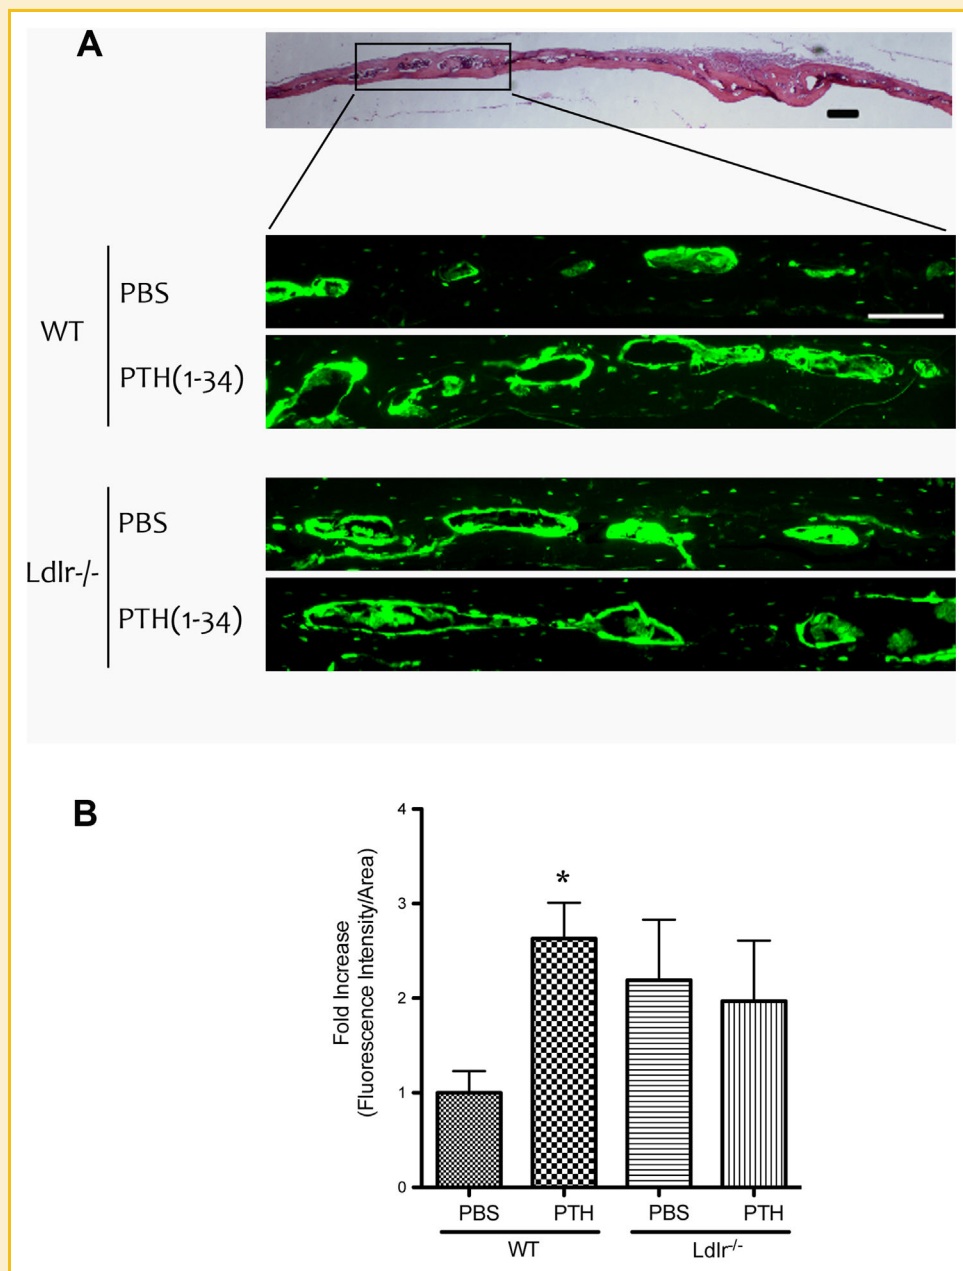 A
WT
PBS
PTH(1-34)
Ldlr-/-
PBS
PTH(1-34)
B
Fold Increase
(Fluorescence Intensity/Area)
4
3
2
1
0
*
PBS PTH PBS PTH
WT Ldlr-/-